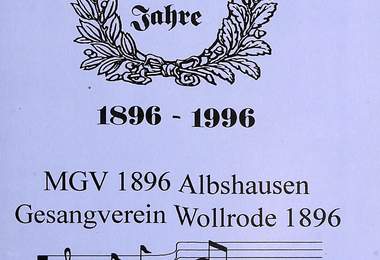 Jahre
1896 - 1996
MGV 1896 Albshausen
Gesangverein Wollrode 1896